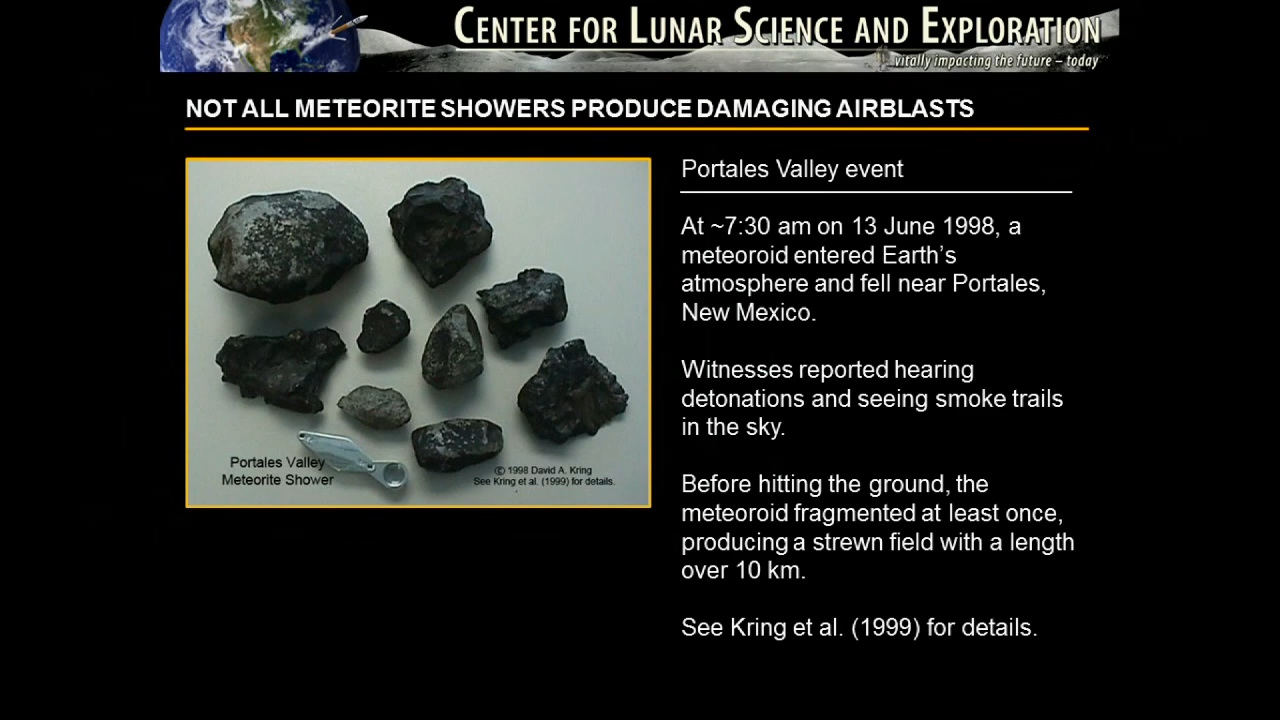 CENTER FOR LUNAR SCIENCE AND EXPLORATION
vitally impacting the future – today
NOT ALL METEORITE SHOWERS PRODUCE DAMAGING AIRBLASTS
Portales Valley
Meteorite Shower
© 1998 David A. Kring
See Kring et al. (1999) for details.
Portales Valley event
At ~7:30 am on 13 June 1998, a
meteoroid entered Earth’s
atmosphere and fell near Portales,
New Mexico.
Witnesses reported hearing
detonations and seeing smoke trails
in the sky.
Before hitting the ground, the
meteoroid fragmented at least once,
producing a strewn field with a length
over 10 km.
See Kring et al. (1999) for details.